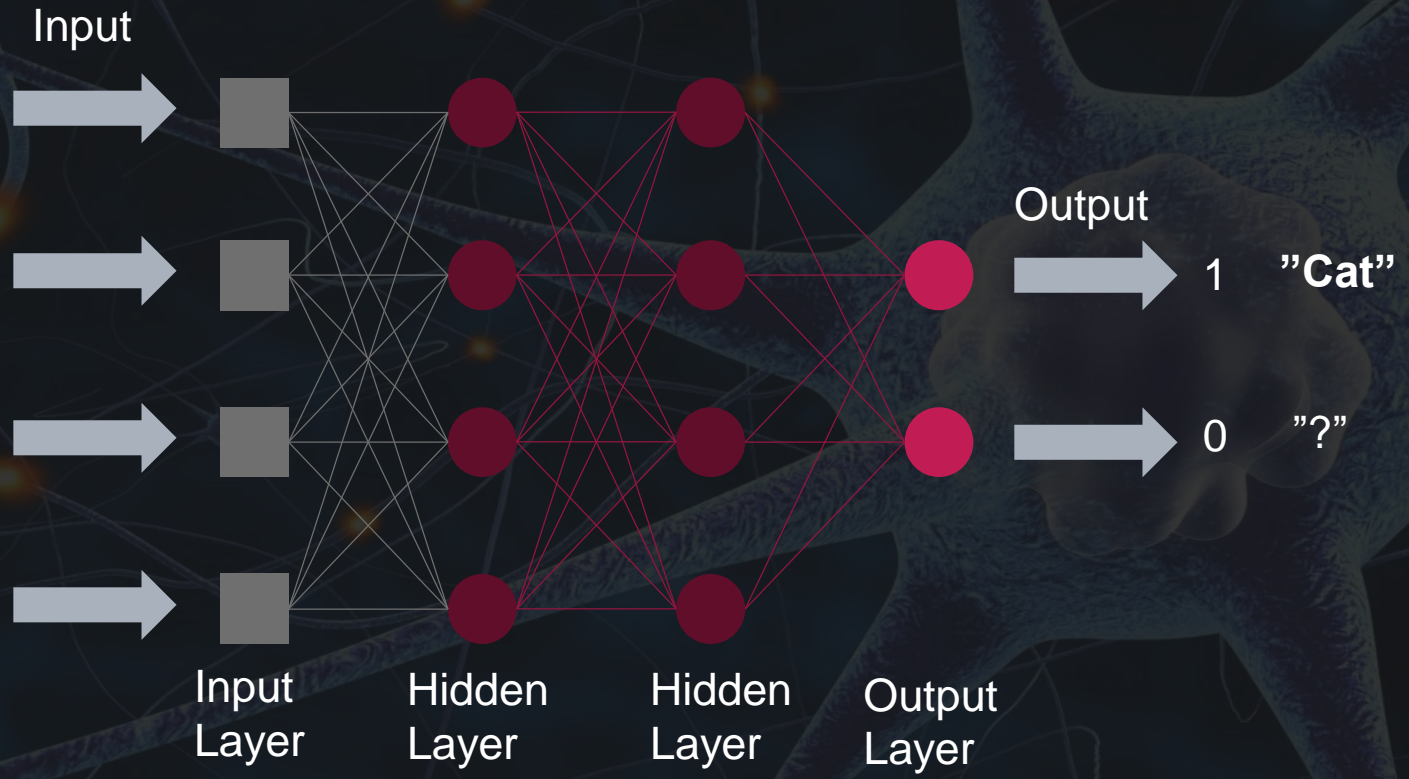 Input
Output
1 ”Cat”
0 ”?”
Input
Layer
Hidden
Layer
Hidden
Layer
Output
Layer